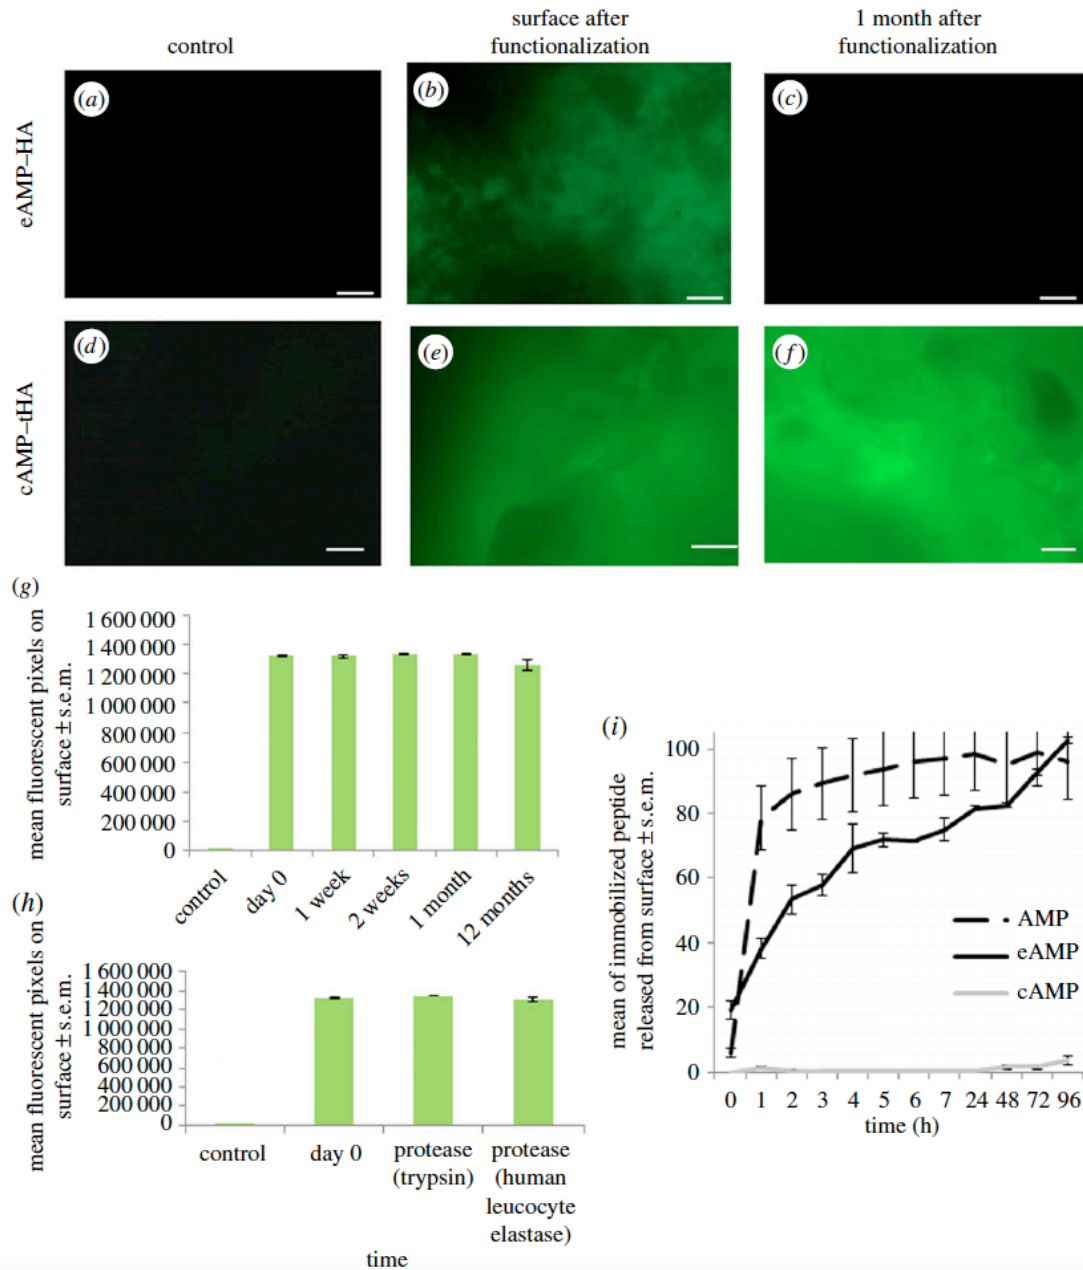 control
surface after
functionalization
1 month after
functionalization
eAMP–HA
(a)
(b)
(c)
cAMP–tHA
(d)
(e)
(f)
(g)
mean fluorescent pixels on
surface ± s.e.m.
1 600 000
1 400 000
1 200 000
1 000 000
800 000
600 000
400 000
200 000
0
control
day 0
1 week
2 weeks
1 month
12 months
(h)
mean fluorescent pixels on
surface ± s.e.m.
1 600 000
1 400 000
1 200 000
1 000 000
800 000
600 000
400 000
200 000
0
control
day 0
protease
(trypsin)
protease
(human
leucocyte
elastase)
time
(i)
mean of immobilized peptide
released from surface ± s.e.m.
100
80
60
40
20
0
AMP
eAMP
cAMP
0 1 2 3 4 5 6 7 24 48 72 96
time (h)